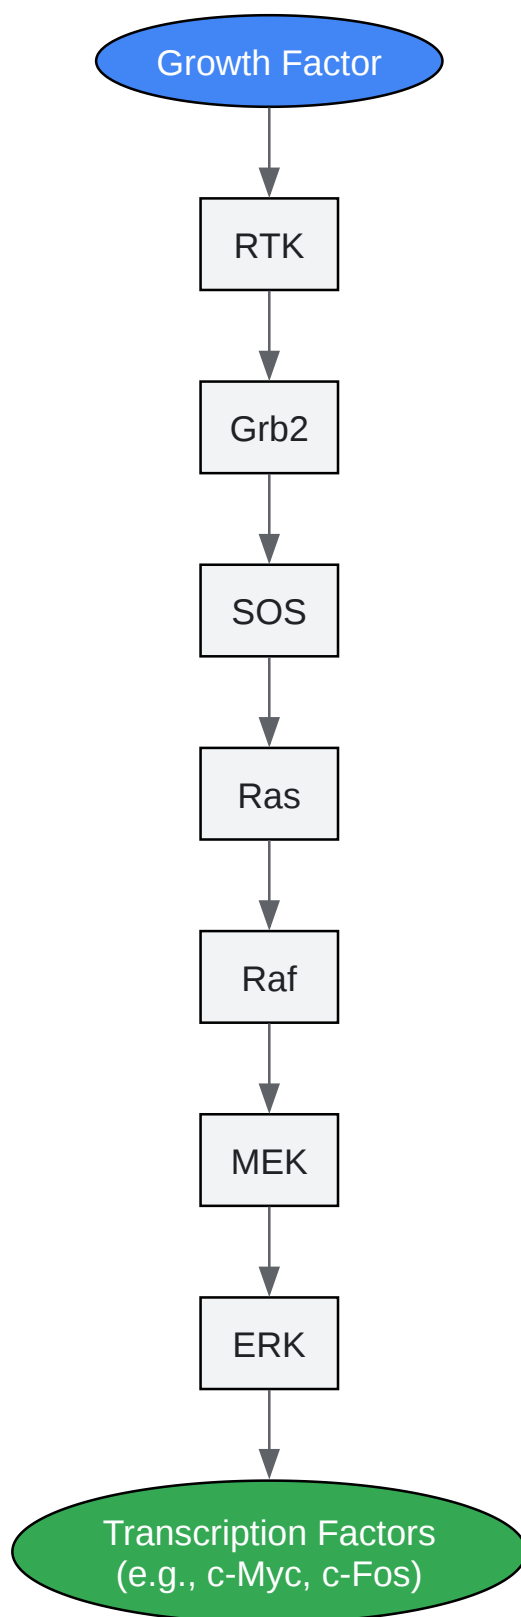 Growth Factor
RTK
Grb2
SOS
Ras
Raf
MEK
ERK
Transcription Factors
(e.g., c-Myc, c-Fos)